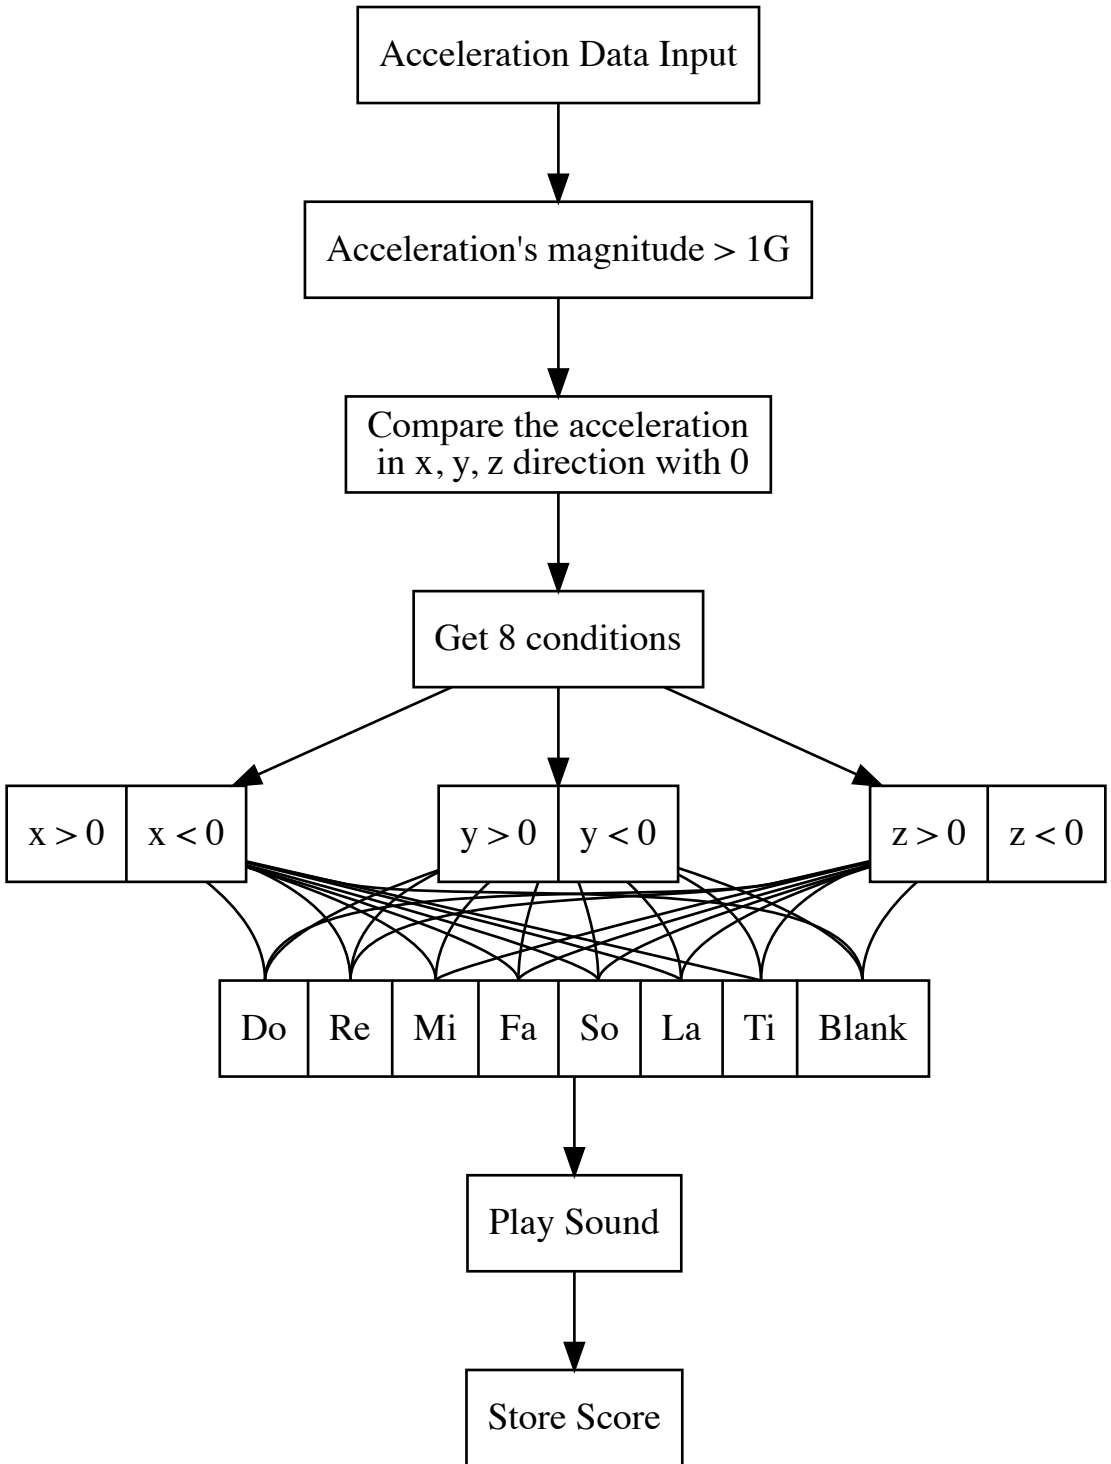 Acceleration Data Input
Acceleration's magnitude > 1G
Compare the acceleration
in x, y, z direction with 0
Get 8 conditions
x > 0 x < 0 y > 0 y < 0 z > 0 z < 0
Do Re Mi Fa So La Ti Blank
Play Sound
Store Score